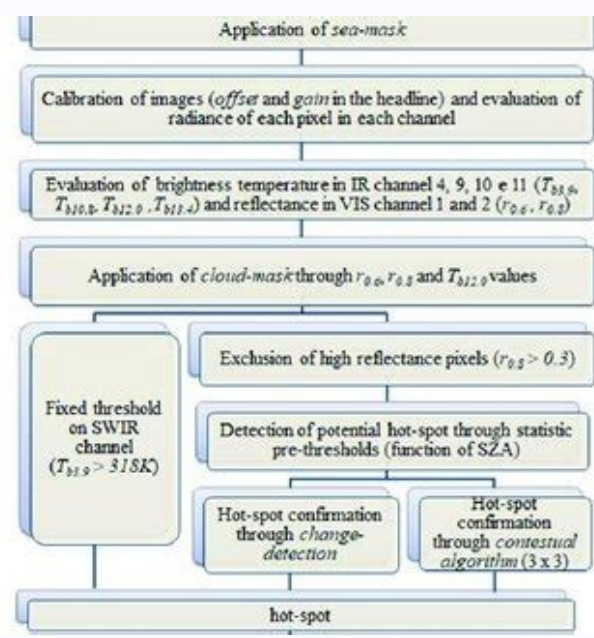 Application of sea-mask
Calibration of images (offset and gain in the headline) and evaluation of
radiance of each pixel in each channel
Evaluation of brightness temperature in IR channel 4, 9, 10 e 11 (Tb3.9,
Tb10.8, Tb12.0, Tb13.4) and reflectance in VIS channel 1 and 2 (r0.6, r0.8)
Application of cloud-mask through r0.6, r0.8 and Tb12.0 values
Fixed threshold
on SWIR
channel
(Tb3.9 > 318K)
Exclusion of high reflectance pixels (r0.8 > 0.3)
Detection of potential hot-spot through statistic
pre-thresholds (function of SZA)
Hot-spot confirmation
through change-
detection
Hot-spot
confirmation
through contestual
algorithm (3 x 3)
hot-spot